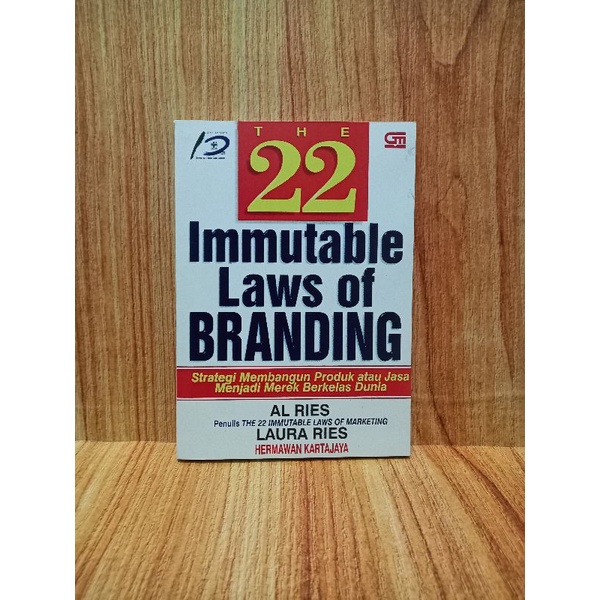 THE
22
Immutable
Laws of
BRANDING
Strategi Membangun Produk atau Jasa
Menjadi Merek Berkelas Dunia
AL RIES
Penulis THE 22 IMMUTABLE LAWS OF MARKETING
LAURA RIES
HERMAWAN KARTAJAYA